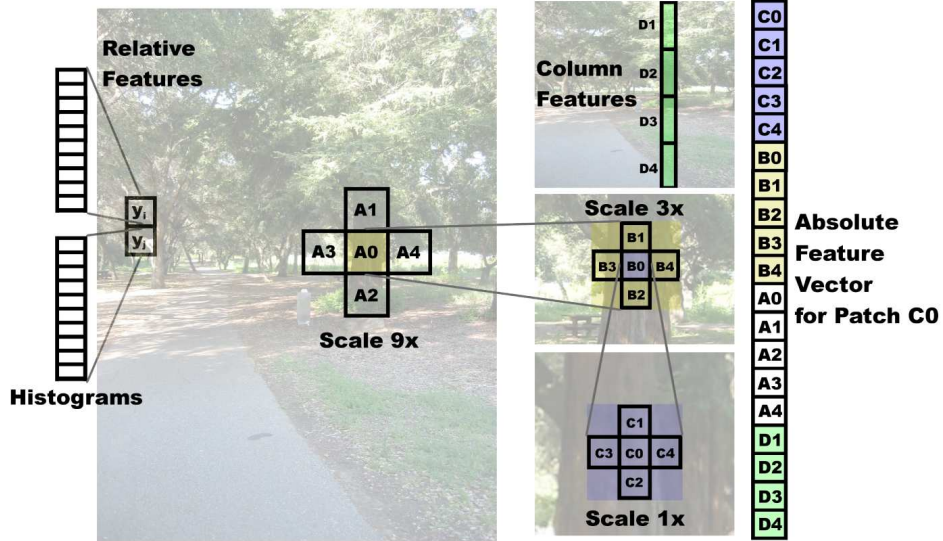 Relative
Features
yᵢ
yⱼ
Histograms
A1
A3
A0
A4
A2
Scale 9x
Column
Features
D1
D2
D3
D4
Scale 3x
B1
B3
B0
B4
B2
C1
C3
C0
C4
C2
Scale 1x
C0
C1
C2
C3
C4
B0
B1
B2
B3
B4
A0
A1
A2
A3
A4
D1
D2
D3
D4
Absolute
Feature
Vector
for Patch C0